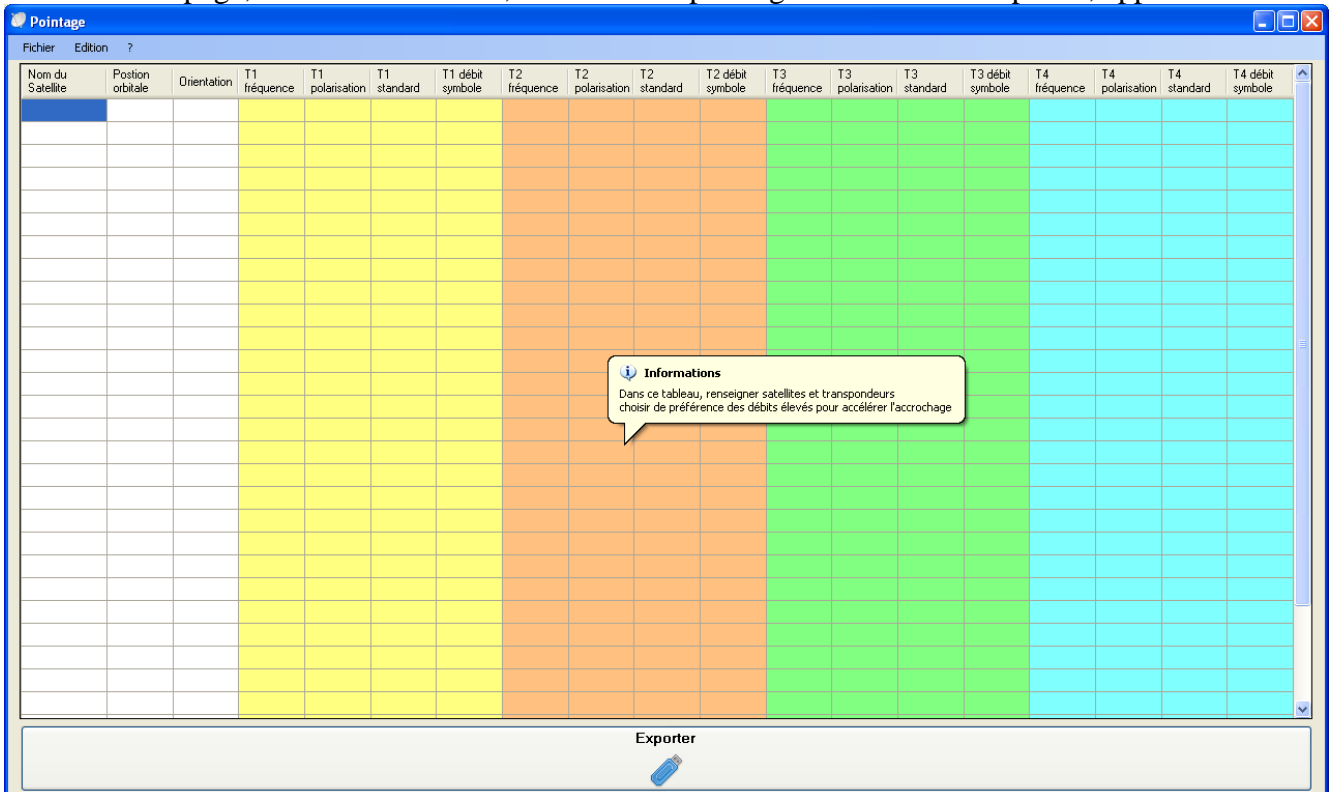 Pointage
Fichier Edition ?
Nom du Satellite Postion orbitale Orientation T1 fréquence T1 polarisation T1 standard T1 débit symbole T2 fréquence T2 polarisation T2 standard T2 débit symbole T3 fréquence T3 polarisation T3 standard T3 débit symbole T4 fréquence T4 polarisation T4 standard T4 débit symbole
Informations
Dans ce tableau, renseigner satellites et transpondeurs
choisir de préférence des débits élevés pour accélérer l'accrochage
Exporter